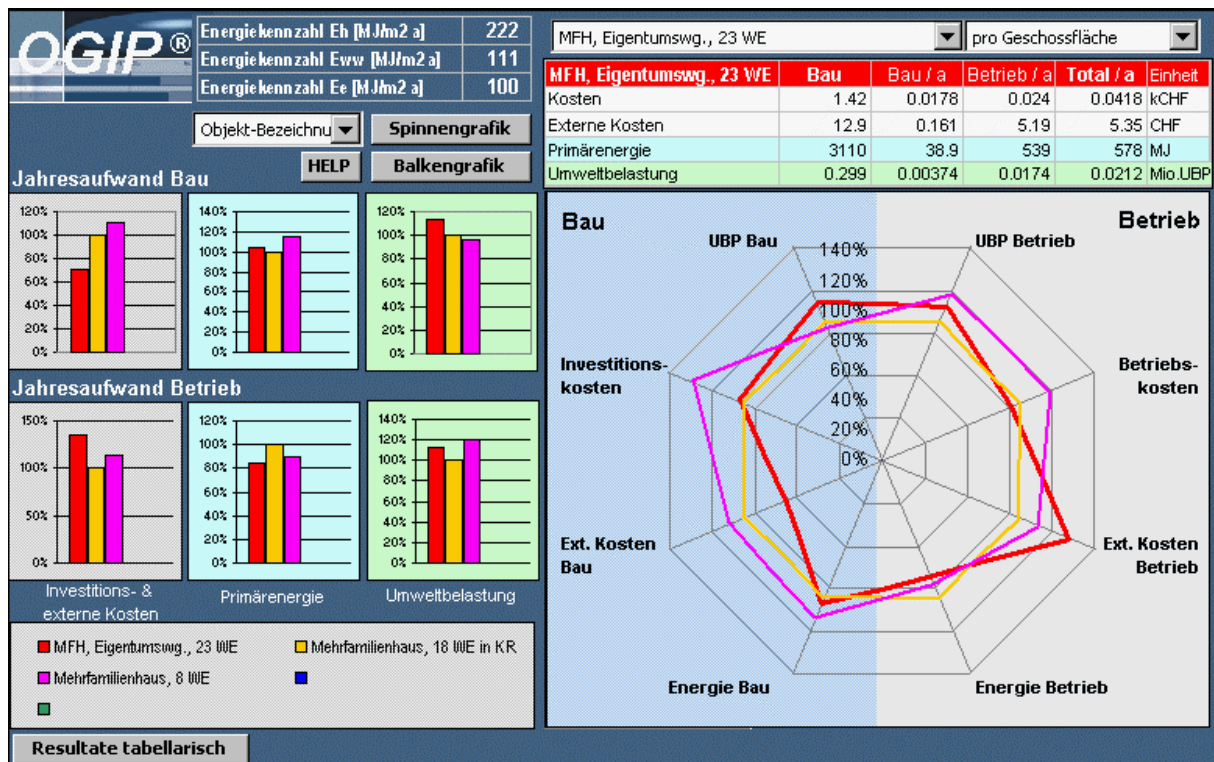 OGIP®
Energiekennzahl Eh [MJ/m2 a] 222
Energiekennzahl Eww [MJ/m2 a] 111
Energiekennzahl Ee [MJ/m2 a] 100
Objekt-Bezeichnu
Spinnengrafik
HELP
Balkengrafik
MFH, Eigentumswg., 23 WE
pro Geschossfläche
MFH, Eigentumswg., 23 WE Bau Bau / a Betrieb / a Total / a Einheit
Kosten 1.42 0.0178 0.024 0.0418 kCHF
Externe Kosten 12.9 0.161 5.19 5.35 CHF
Primärenergie 3110 38.9 539 578 MJ
Umweltbelastung 0.299 0.00374 0.0174 0.0212 Mio.UBP
Jahresaufwand Bau
120%
100%
80%
60%
40%
20%
0%
140%
120%
100%
80%
60%
40%
20%
0%
120%
100%
80%
60%
40%
20%
0%
Jahresaufwand Betrieb
150%
100%
50%
0%
120%
100%
80%
60%
40%
20%
0%
140%
120%
100%
80%
60%
40%
20%
0%
Investitions- &
externe Kosten
Primärenergie
Umweltbelastung
MFH, Eigentumswg., 23 WE
Mehrfamilienhaus, 18 WE in KR
Mehrfamilienhaus, 8 WE
Resultate tabellarisch
Bau
Betrieb
UBP Bau
UBP Betrieb
140%
120%
100%
80%
60%
40%
20%
0%
Investitions-
kosten
Betriebs-
kosten
Ext. Kosten
Bau
Ext. Kosten
Betrieb
Energie Bau
Energie Betrieb